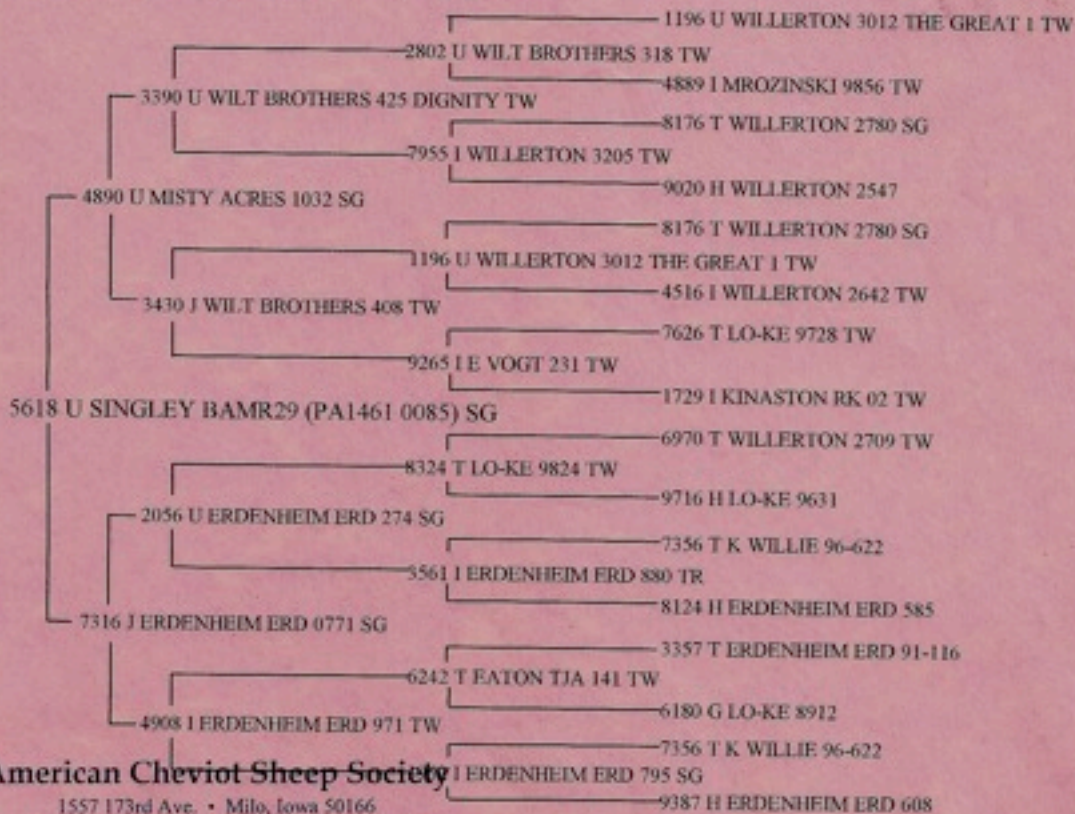 1196 U WILLERTON 3012 THE GREAT 1 TW
2802 U WILT BROTHERS 318 TW
4889 I MROZINSKI 9856 TW
3390 U WILT BROTHERS 425 DIGNITY TW
8176 T WILLERTON 2780 SG
7955 I WILLERTON 3205 TW
9020 H WILLERTON 2547
4890 U MISTY ACRES 1032 SG
8176 T WILLERTON 2780 SG
1196 U WILLERTON 3012 THE GREAT 1 TW
4516 I WILLERTON 2642 TW
3430 J WILT BROTHERS 408 TW
7626 T LO-KE 9728 TW
9265 I E VOGT 231 TW
1729 I KINASTON RK 02 TW
5618 U SINGLEY BAMR29 (PA1461 0085) SG
6970 T WILLERTON 2709 TW
8324 T LO-KE 9824 TW
9716 H LO-KE 9631
2056 U ERDENHEIM ERD 274 SG
7356 T K WILLIE 96-622
3561 I ERDENHEIM ERD 880 TR
8124 H ERDENHEIM ERD 585
7316 J ERDENHEIM ERD 0771 SG
3357 T ERDENHEIM ERD 91-116
6242 T EATON TJA 141 TW
6180 G LO-KE 8912
4908 I ERDENHEIM ERD 971 TW
7356 T K WILLIE 96-622
American Cheviot Sheep Society
I ERDENHEIM ERD 795 SG
9387 H ERDENHEIM ERD 608
1557 173rd Ave. • Milo, Iowa 50166